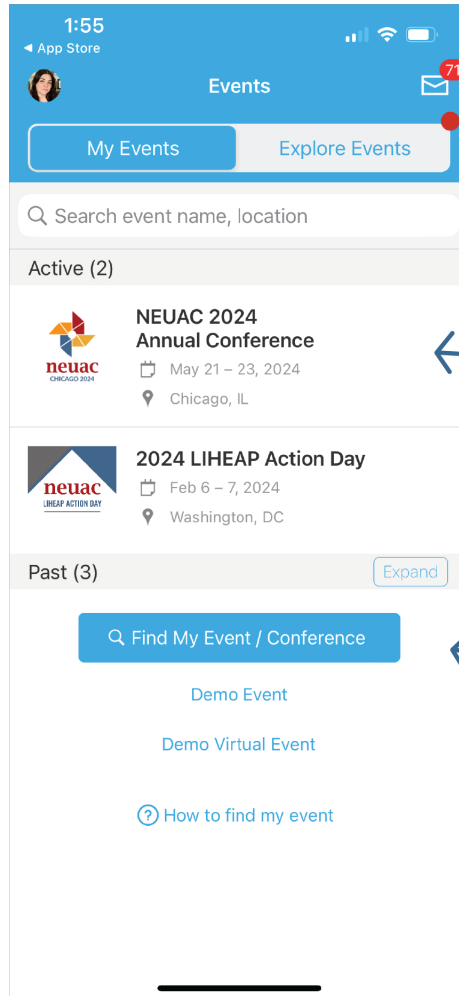 1:55
◀ App Store
Events
71
My Events
Explore Events
Search event name, location
Active (2)
neuac
CHICAGO 2024
NEUAC 2024
Annual Conference
May 21 – 23, 2024
Chicago, IL
neuac
LIHEAP ACTION DAY
2024 LIHEAP Action Day
Feb 6 – 7, 2024
Washington, DC
Past (3)
Expand
Find My Event / Conference
Demo Event
Demo Virtual Event
? How to find my event